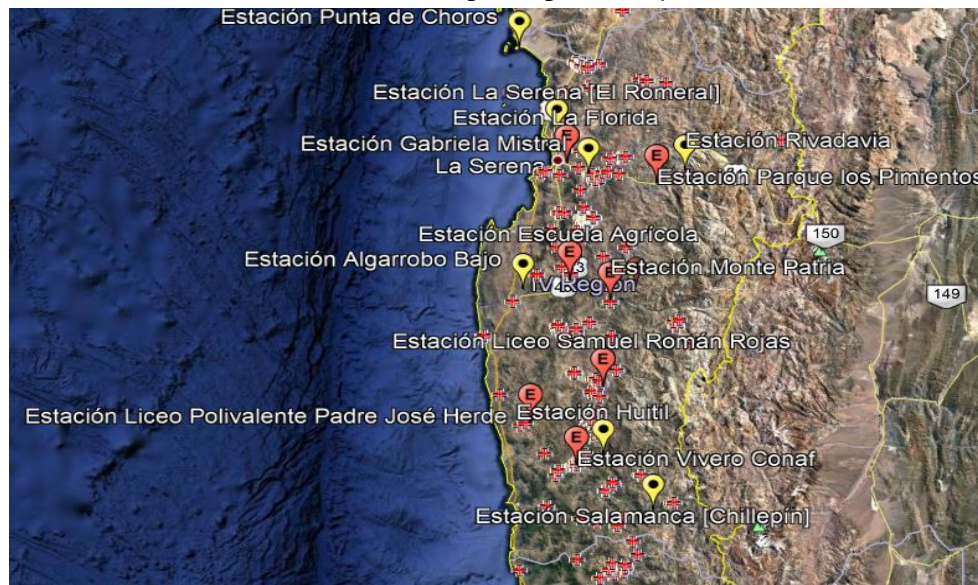 Estación Punta de Choros
Estación La Serena [El Romeral]
Estación La Florida
Estación Gabriela Mistral
Estación Rivadavia
La Serena
Estación Parque los Pimientos
150
Estación Escuela Agrícola
Estación Algarrobo Bajo
Estación Monte Patria
IV Región
149
Estación Liceo Samuel Román Rojas
Estación Liceo Polivalente Padre José Herde
Estación Huitil
Estación Vivero Conaf
Estación Salamanca [Chillepín]
E
E
E
E
E
E
E